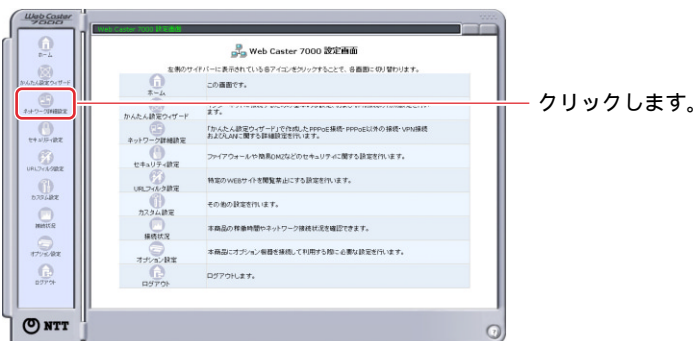 Web Caster
7000
Web Caster 7000 設定画面
Web Caster 7000 設定画面
左側のサイドバーに表示されている各アイコンをクリックすることで、各画面に切り替わります。
ホーム
かんたん設定ウィザード
ネットワーク詳細設定
セキュリティ設定
URLフィルタ設定
カスタム設定
接続状況
オプション設定
ログアウト
ホーム
この画面です。
かんたん設定ウィザード
ます。
ネットワーク詳細設定
「かんたん設定ウィザード」で作成したPPPoE接続・PPPoE以外の接続・VPN接続
およびLANに関する詳細設定を行います。
セキュリティ設定
ファイアウォールや簡易DMZなどのセキュリティに関する設定を行います。
URLフィルタ設定
特定のWEBサイトを閲覧禁止にする設定を行います。
カスタム設定
その他の設定を行います。
接続状況
本商品の稼働時間やネットワーク接続状況を確認できます。
オプション設定
本商品にオプション機器を接続して利用する際に必要な設定を行います。
ログアウト
ログアウトします。
クリックします。
NTT